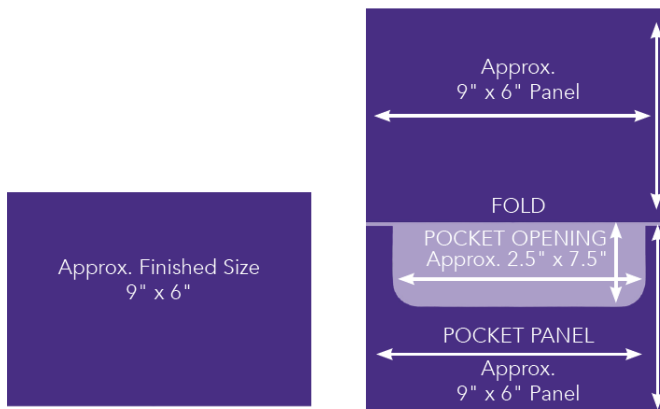 Approx. Finished Size
9" x 6"
Approx.
9" x 6" Panel
FOLD
POCKET OPENING
Approx. 2.5" x 7.5"
POCKET PANEL
Approx.
9" x 6" Panel